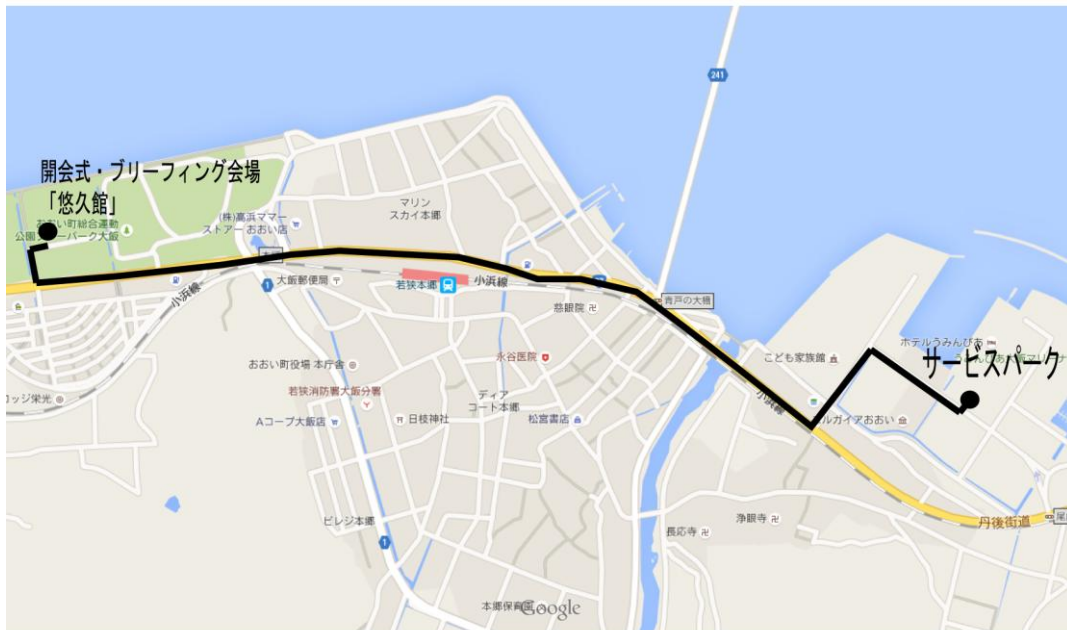 241
開会式・ブリーフィング会場
「悠久館」
おおい町総合運動
(株)高浜ママー
ストアー おおい店
マリン
スカイ本郷
1
大飯郵便局
小浜線
若狭本郷
小浜線
青戸の大橋
慈眼院
ホテルうみんぴあ
こども家族館
サービスパーク
永谷医院
おおい町役場 本庁舎
小浜線
若狭消防署大飯分署
ディア
コート本郷
ロッジ栄光
Aコープ大飯店
日枝神社
松宮書店
エルガイアおおい
ビレジ本郷
浄眼寺
丹後街道
長応寺
1
本郷保育園
Google